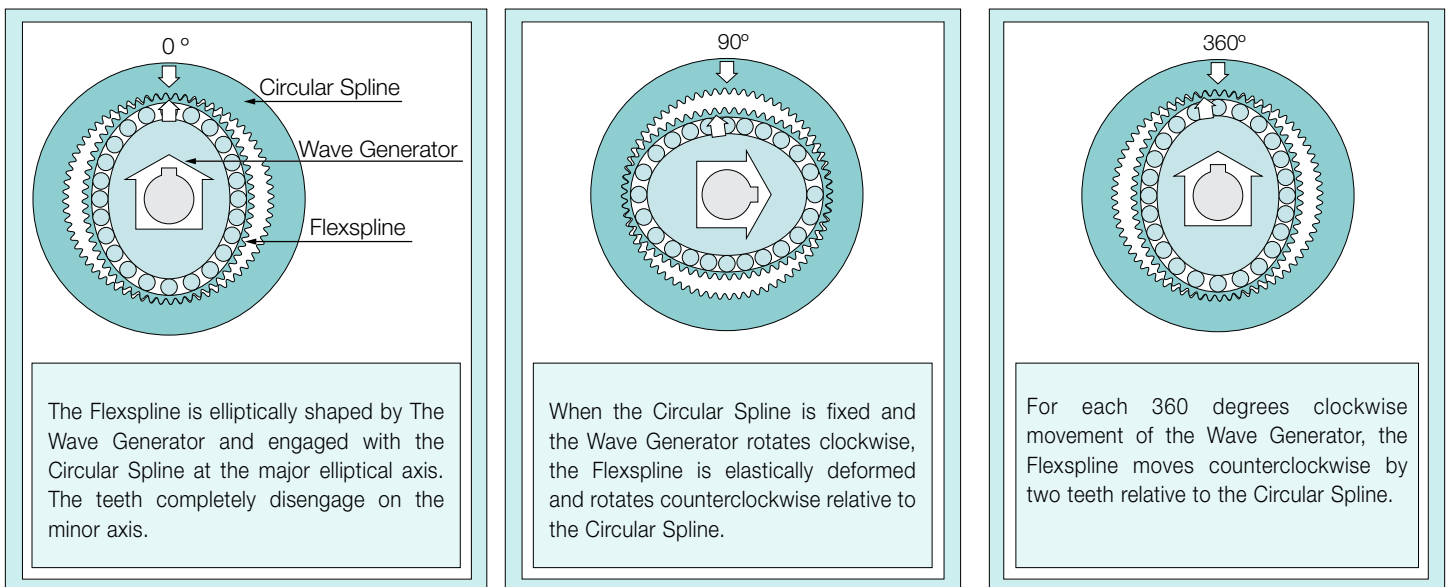 0 º
Circular Spline
Wave Generator
Flexspline
The Flexspline is elliptically shaped by The
Wave Generator and engaged with the
Circular Spline at the major elliptical axis.
The teeth completely disengage on the
minor axis.
90º
When the Circular Spline is fixed and
the Wave Generator rotates clockwise,
the Flexspline is elastically deformed
and rotates counterclockwise relative to
the Circular Spline.
360º
For each 360 degrees clockwise
movement of the Wave Generator, the
Flexspline moves counterclockwise by
two teeth relative to the Circular Spline.